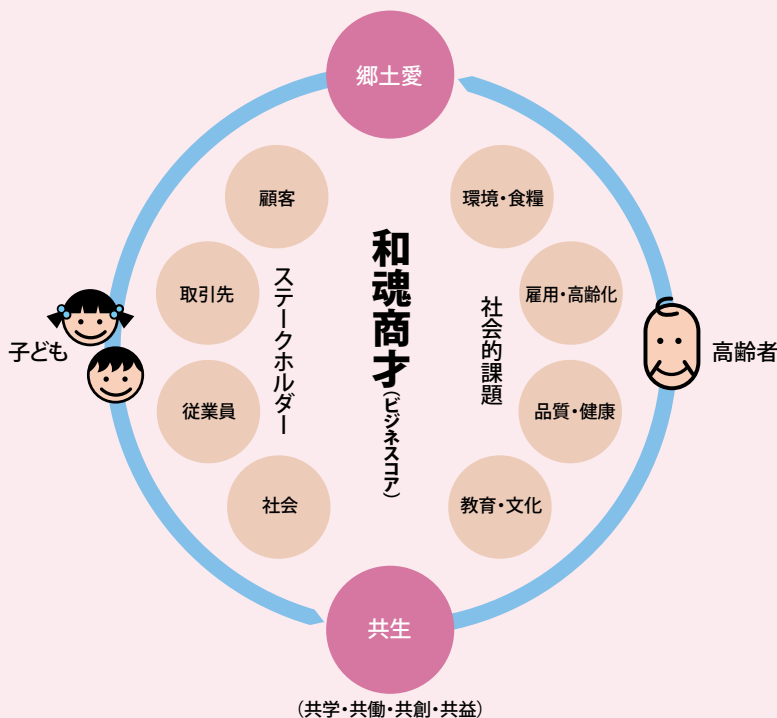 郷土愛
顧客
取引先
従業員
社会
ステークホルダー
和魂商才(ビジネスコア)
社会的課題
環境・食糧
雇用・高齢化
品質・健康
教育・文化
子ども
高齢者
共生
(共学・共働・共創・共益)